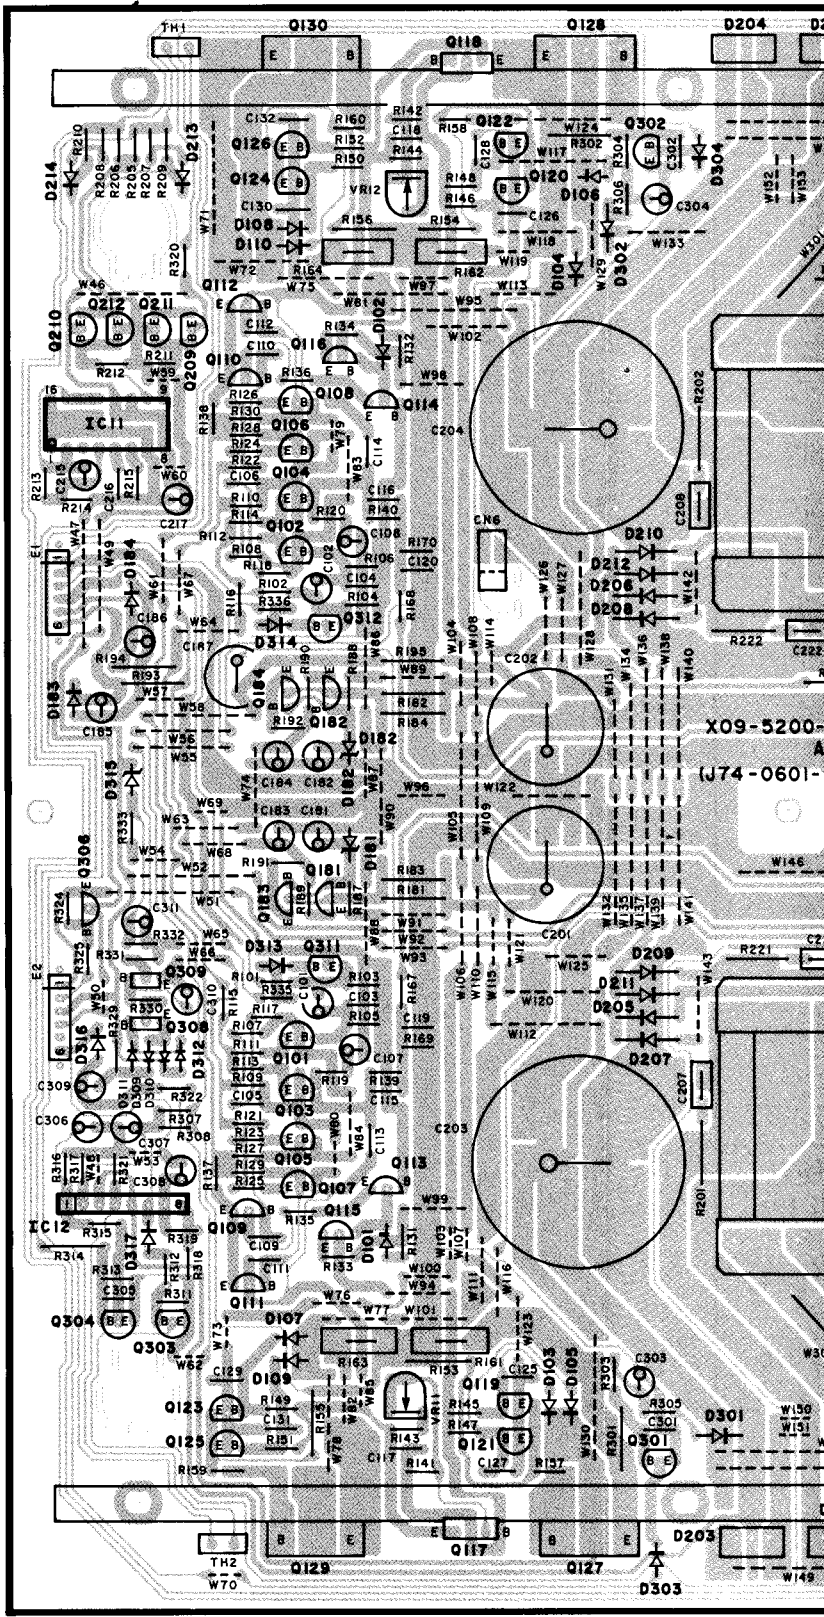 TH1 Q130 Q118 Q128 D204
E B B E E B
C132 R160 R142 C118 R158 Q122 W124 Q302
R210 D213 Q126 R152 R144 C128 R302 R304 C302 D304
D214 R208 R206 R205 R207 R209 Q124 R150 W117 Q120
VR12 R148 R146 D106 R306 C304 W152 W153
W71 C130 D108 R156 R154 C126 W118 W133 W301
D110 R320 W72 R164 R162 W119 D104 W129 D302
W46 Q112 W75 W97 W113
Q210 Q212 Q211 W81 D102 W95
C112 R134 W102
R212 R211 W59 Q209 Q110 C110 Q116 R132
16 9 R126 R136 Q108 W98 R202
IC11 R138 R130 R128 Q106 W79 Q114 C204
1 8 R124 R122 W83 C114
R213 C215 C216 R215 W60 C106 Q104
R214 C217 R110 R114 R120 C116 R140 C208
W47 W49 R112 Q102 C108 CN6 D210
E1 D184 R108 R118 C102 R106 R170 C120 D212
W61 W67 R102 C104 W126 W127 D206 W142
R116 R336 R104 R168 D208
6 C186 W64 D314 Q312 W86 W104 W108 W114 W128 R222 C222
R194 C187 R190 R188 R195 C202 W131 W134 W136 W138 W140
R193 Q184 W89
D183 W57 W58 R182
C185 R192 Q182 R184 X09-5200-
W56 D182
W55 C184 C182 D182 W87 (J74-0601-
D315 W74 W96 W122
W69 C183 C181 W90 W105 W109
R333 W63
Q306 W54 W68 D181 W146
W52 R191 Q181 R183
R324 W51 Q183 R189 R187 R181
C311 R332 W65 W88 W91 W132 W135 W137 W139 W141
R325 R331 W66 D313 Q311 W92 C201
E2 Q309 R101 W93 W121 D209 R221 W143
W50 R330 C310 R335 C101 R103 R167 W106 W110 W115 W125 D211
R329 R115 R117 C103 W120 D205
D316 Q308 R107 R105 C119 W112
6 D312 R111 Q101 R169 D207
C309 R113 C107
D311 D309 D310 R322 R109 R119 R139 C207
C306 R307 C105 Q103 C115
C307 R308 R121 W80 C203
R123 W84 C113
R316 R317 W48 R321 W53 C308 R137 R127 Q105
R129 Q107 Q113 R201
1 8 R125 Q115 W99
IC12 R315 R319 Q109 R135 D101 R131 W103 W107
R314 D317 R312 R318 C109 R133 W100 W116
R313 C305 C111 W94 W111
R311 Q111 W76
Q304 Q303 D107 W77 W101 W123
W73
W62 R163 R153 R161 D103 D105 C303
C129 D109 Q119 C125 R303
Q123 R149 R155 W82 W85 VR11 R145 R305
C131 R147 C301 D301 W150
Q125 R151 W78 R143 Q121 W130 R301 Q301 W151
R159 C117 R141 C127 R157
B E E B B E D203
TH2 Q129 Q117 Q127
W70 D303 W149